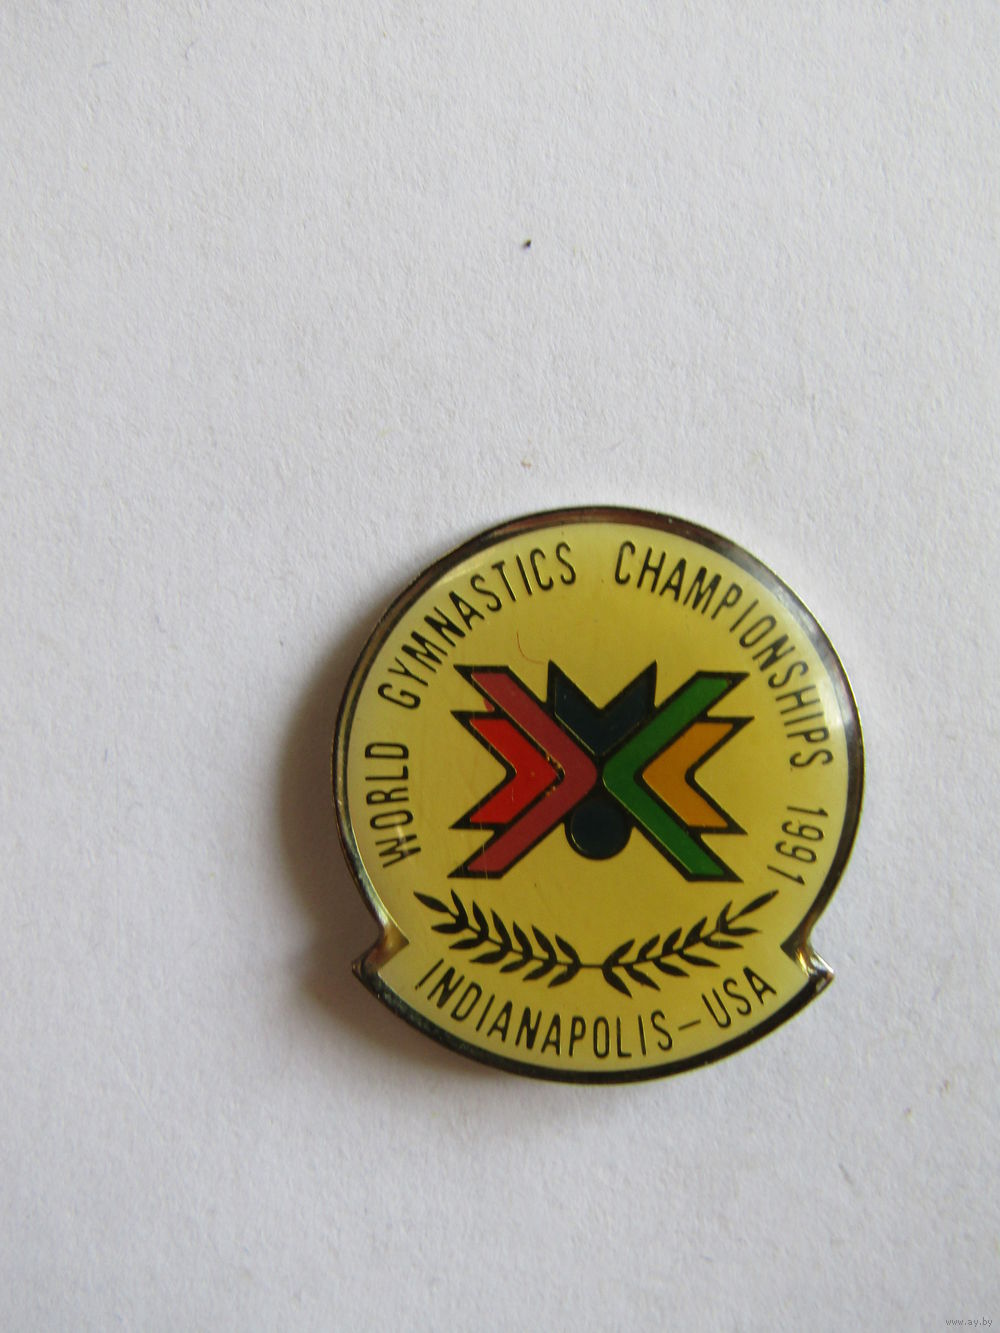 WORLD GYMNASTICS CHAMPIONSHIPS 1991
INDIANAPOLIS-USA
www.ay.by